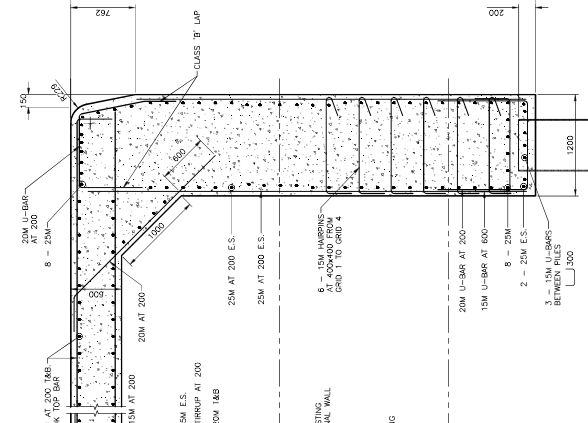 762
200
CLASS 'B' LAP
150
R229
600
1200
20M U-BAR
AT 200
8 - 25M
1000
25M AT 200 E.S.
25M AT 200 E.S.
6 - 15M HAIRPINS
AT 400x400 FROM
GRID 1 TO GRID 4
20M U-BAR AT 200
15M U-BAR AT 600
8 - 25M
2 - 25M E.S.
3 - 15M U-BARS
BETWEEN PILES
300
600
20M AT 200
AT 200 T&B
TOP BAR
15M AT 200
5M E.S.
TIRRUP AT 200
20M T&B
STING
NAL WALL
NG